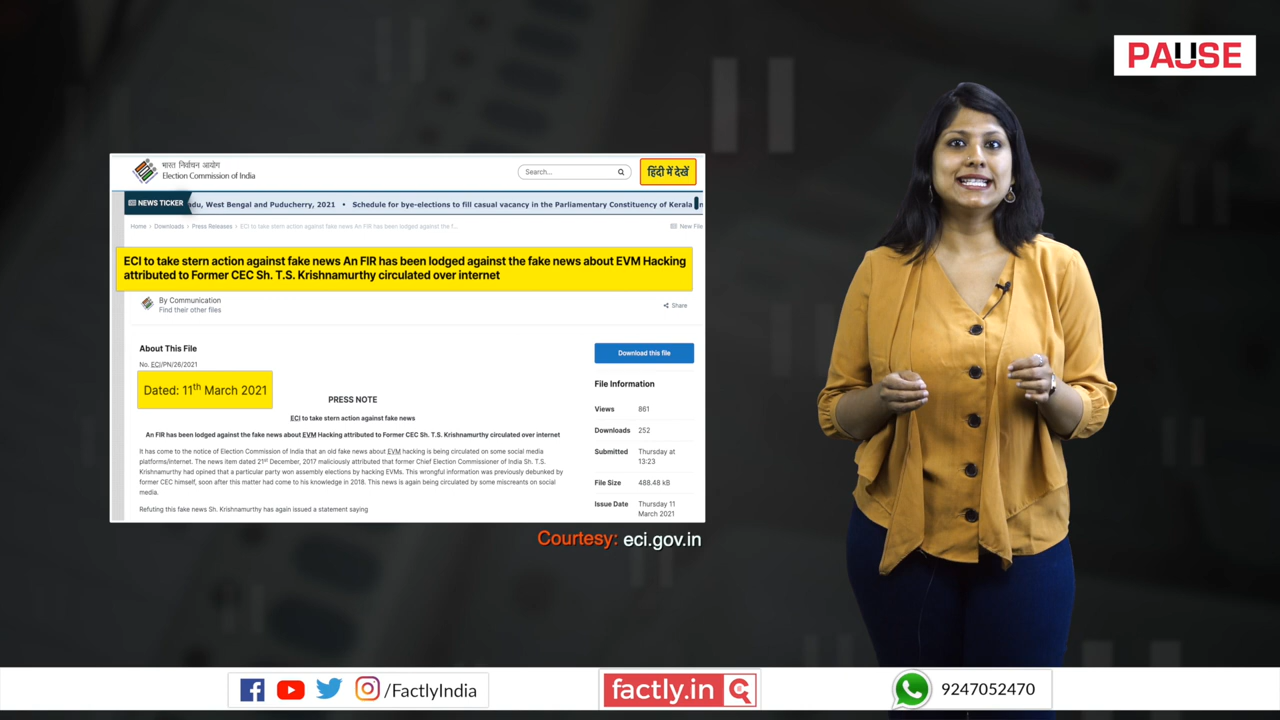 PAUSE
भारत निर्वाचन आयोग
Election Commission of India
Search...
हिंदी में देखें
NEWS TICKER
du, West Bengal and Puducherry, 2021 • Schedule for bye-elections to fill casual vacancy in the Parliamentary Constituency of Kerala
Home › Downloads › Press Releases › ECI to take stern action against fake news An FIR has been lodged against the f...
New File
ECI to take stern action against fake news An FIR has been lodged against the fake news about EVM Hacking
attributed to Former CEC Sh. T.S. Krishnamurthy circulated over internet
By Communication
Find their other files
Share
About This File
No. ECI/PN/26/2021
Dated: 11th March 2021
PRESS NOTE
ECI to take stern action against fake news
An FIR has been lodged against the fake news about EVM Hacking attributed to Former CEC Sh. T.S. Krishnamurthy circulated over internet
It has come to the notice of Election Commission of India that an old fake news about EVM hacking is being circulated on some social media
platforms/internet. The news item dated 21st December, 2017 maliciously attributed that former Chief Election Commissioner of India Sh. T.S.
Krishnamurthy had opined that a particular party won assembly elections by hacking EVMs. This wrongful information was previously debunked by
former CEC himself, soon after this matter had come to his knowledge in 2018. This news is again being circulated by some miscreants on social
media.
Refuting this fake news Sh. Krishnamurthy has again issued a statement saying
Download this file
File Information
Views 861
Downloads 252
Submitted Thursday at
13:23
File Size 488.48 kB
Issue Date Thursday 11
March 2021
Courtesy: eci.gov.in
/FactlyIndia
factly.in
9247052470